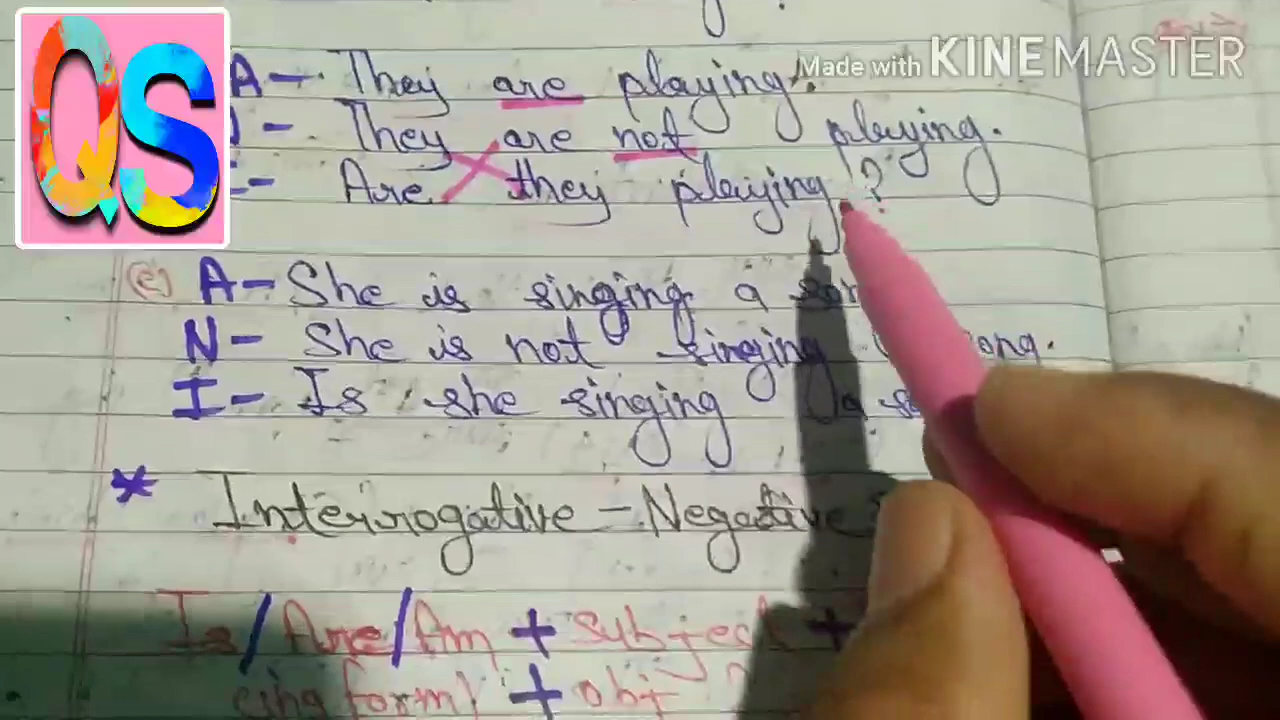 QS
Made with KINEMASTER
A- They are playing.
They are not playing.
I- Are they playing?
(c) A- She is singing a
N- She is not singing song.
I- Is she singing a
* Interrogative - Negative
Is/Are/Am + subject +
(ing form) + obj